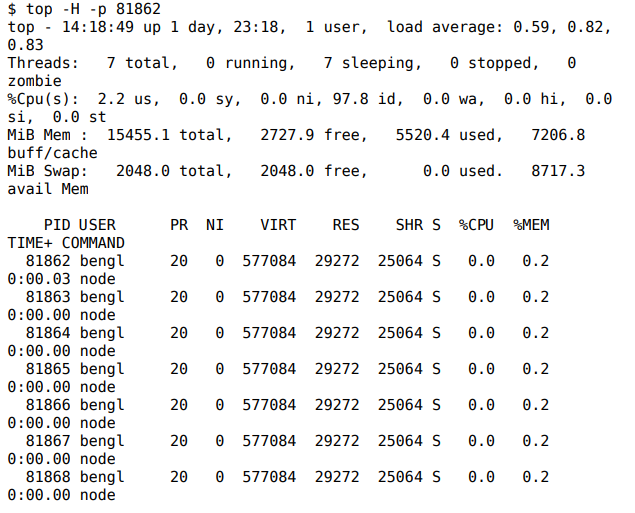 $ top -H -p 81862
top - 14:18:49 up 1 day, 23:18,  1 user,  load average: 0.59, 0.82,
0.83
Threads:   7 total,   0 running,   7 sleeping,   0 stopped,   0
zombie
%Cpu(s):  2.2 us,  0.0 sy,  0.0 ni, 97.8 id,  0.0 wa,  0.0 hi,  0.0
si,  0.0 st
MiB Mem :  15455.1 total,   2727.9 free,   5520.4 used,   7206.8
buff/cache
MiB Swap:   2048.0 total,   2048.0 free,      0.0 used.   8717.3
avail Mem

    PID USER      PR  NI    VIRT    RES    SHR S  %CPU  %MEM
TIME+ COMMAND
  81862 bengl     20   0  577084  29272  25064 S   0.0   0.2
0:00.03 node
  81863 bengl     20   0  577084  29272  25064 S   0.0   0.2
0:00.00 node
  81864 bengl     20   0  577084  29272  25064 S   0.0   0.2
0:00.00 node
  81865 bengl     20   0  577084  29272  25064 S   0.0   0.2
0:00.00 node
  81866 bengl     20   0  577084  29272  25064 S   0.0   0.2
0:00.00 node
  81867 bengl     20   0  577084  29272  25064 S   0.0   0.2
0:00.00 node
  81868 bengl     20   0  577084  29272  25064 S   0.0   0.2
0:00.00 node